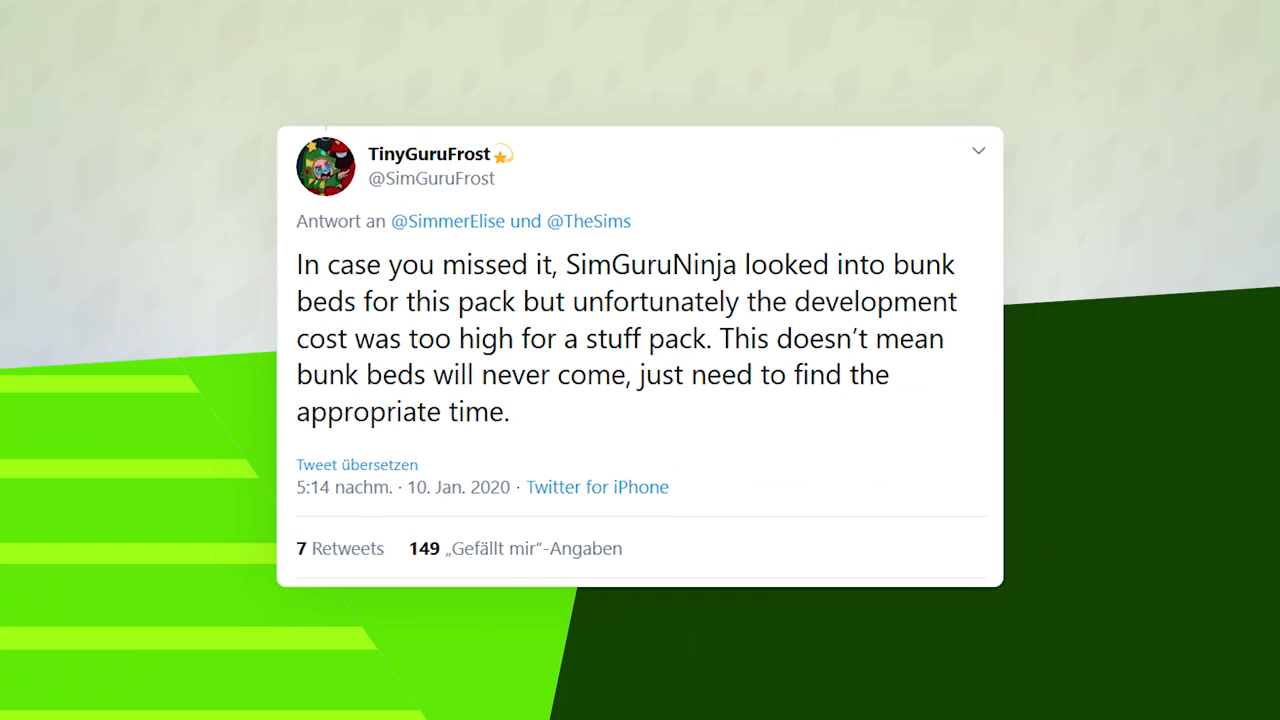 TinyGuruFrost💫
@SimGuruFrost
Antwort an @SimmerElise und @TheSims
In case you missed it, SimGuruNinja looked into bunk
beds for this pack but unfortunately the development
cost was too high for a stuff pack. This doesn’t mean
bunk beds will never come, just need to find the
appropriate time.
Tweet übersetzen
5:14 nachm. · 10. Jan. 2020 · Twitter for iPhone
7 Retweets 149 „Gefällt mir“-Angaben